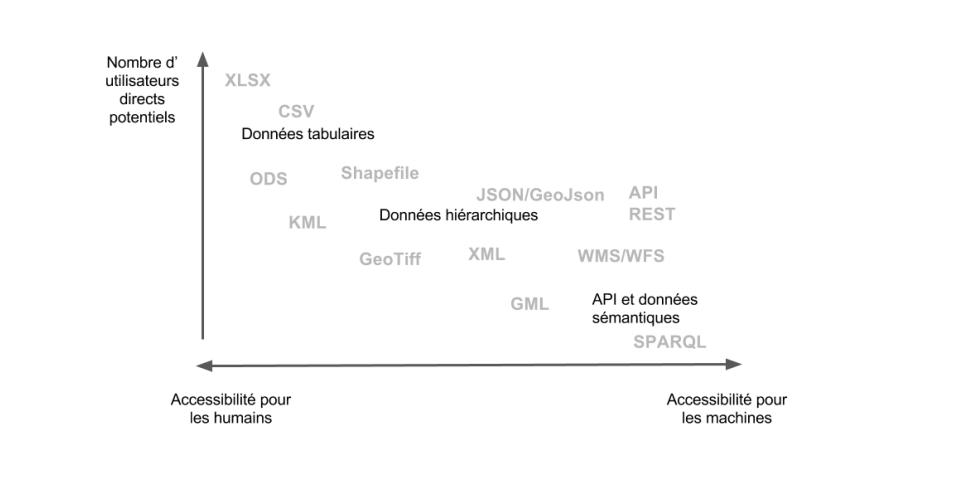 Nombre d’
utilisateurs
directs
potentiels
XLSX
CSV
Données tabulaires
ODS
Shapefile
JSON/GeoJson
API
REST
KML
Données hiérarchiques
GeoTiff
XML
WMS/WFS
GML
API et données
sémantiques
SPARQL
Accessibilité pour
les humains
Accessibilité pour
les machines